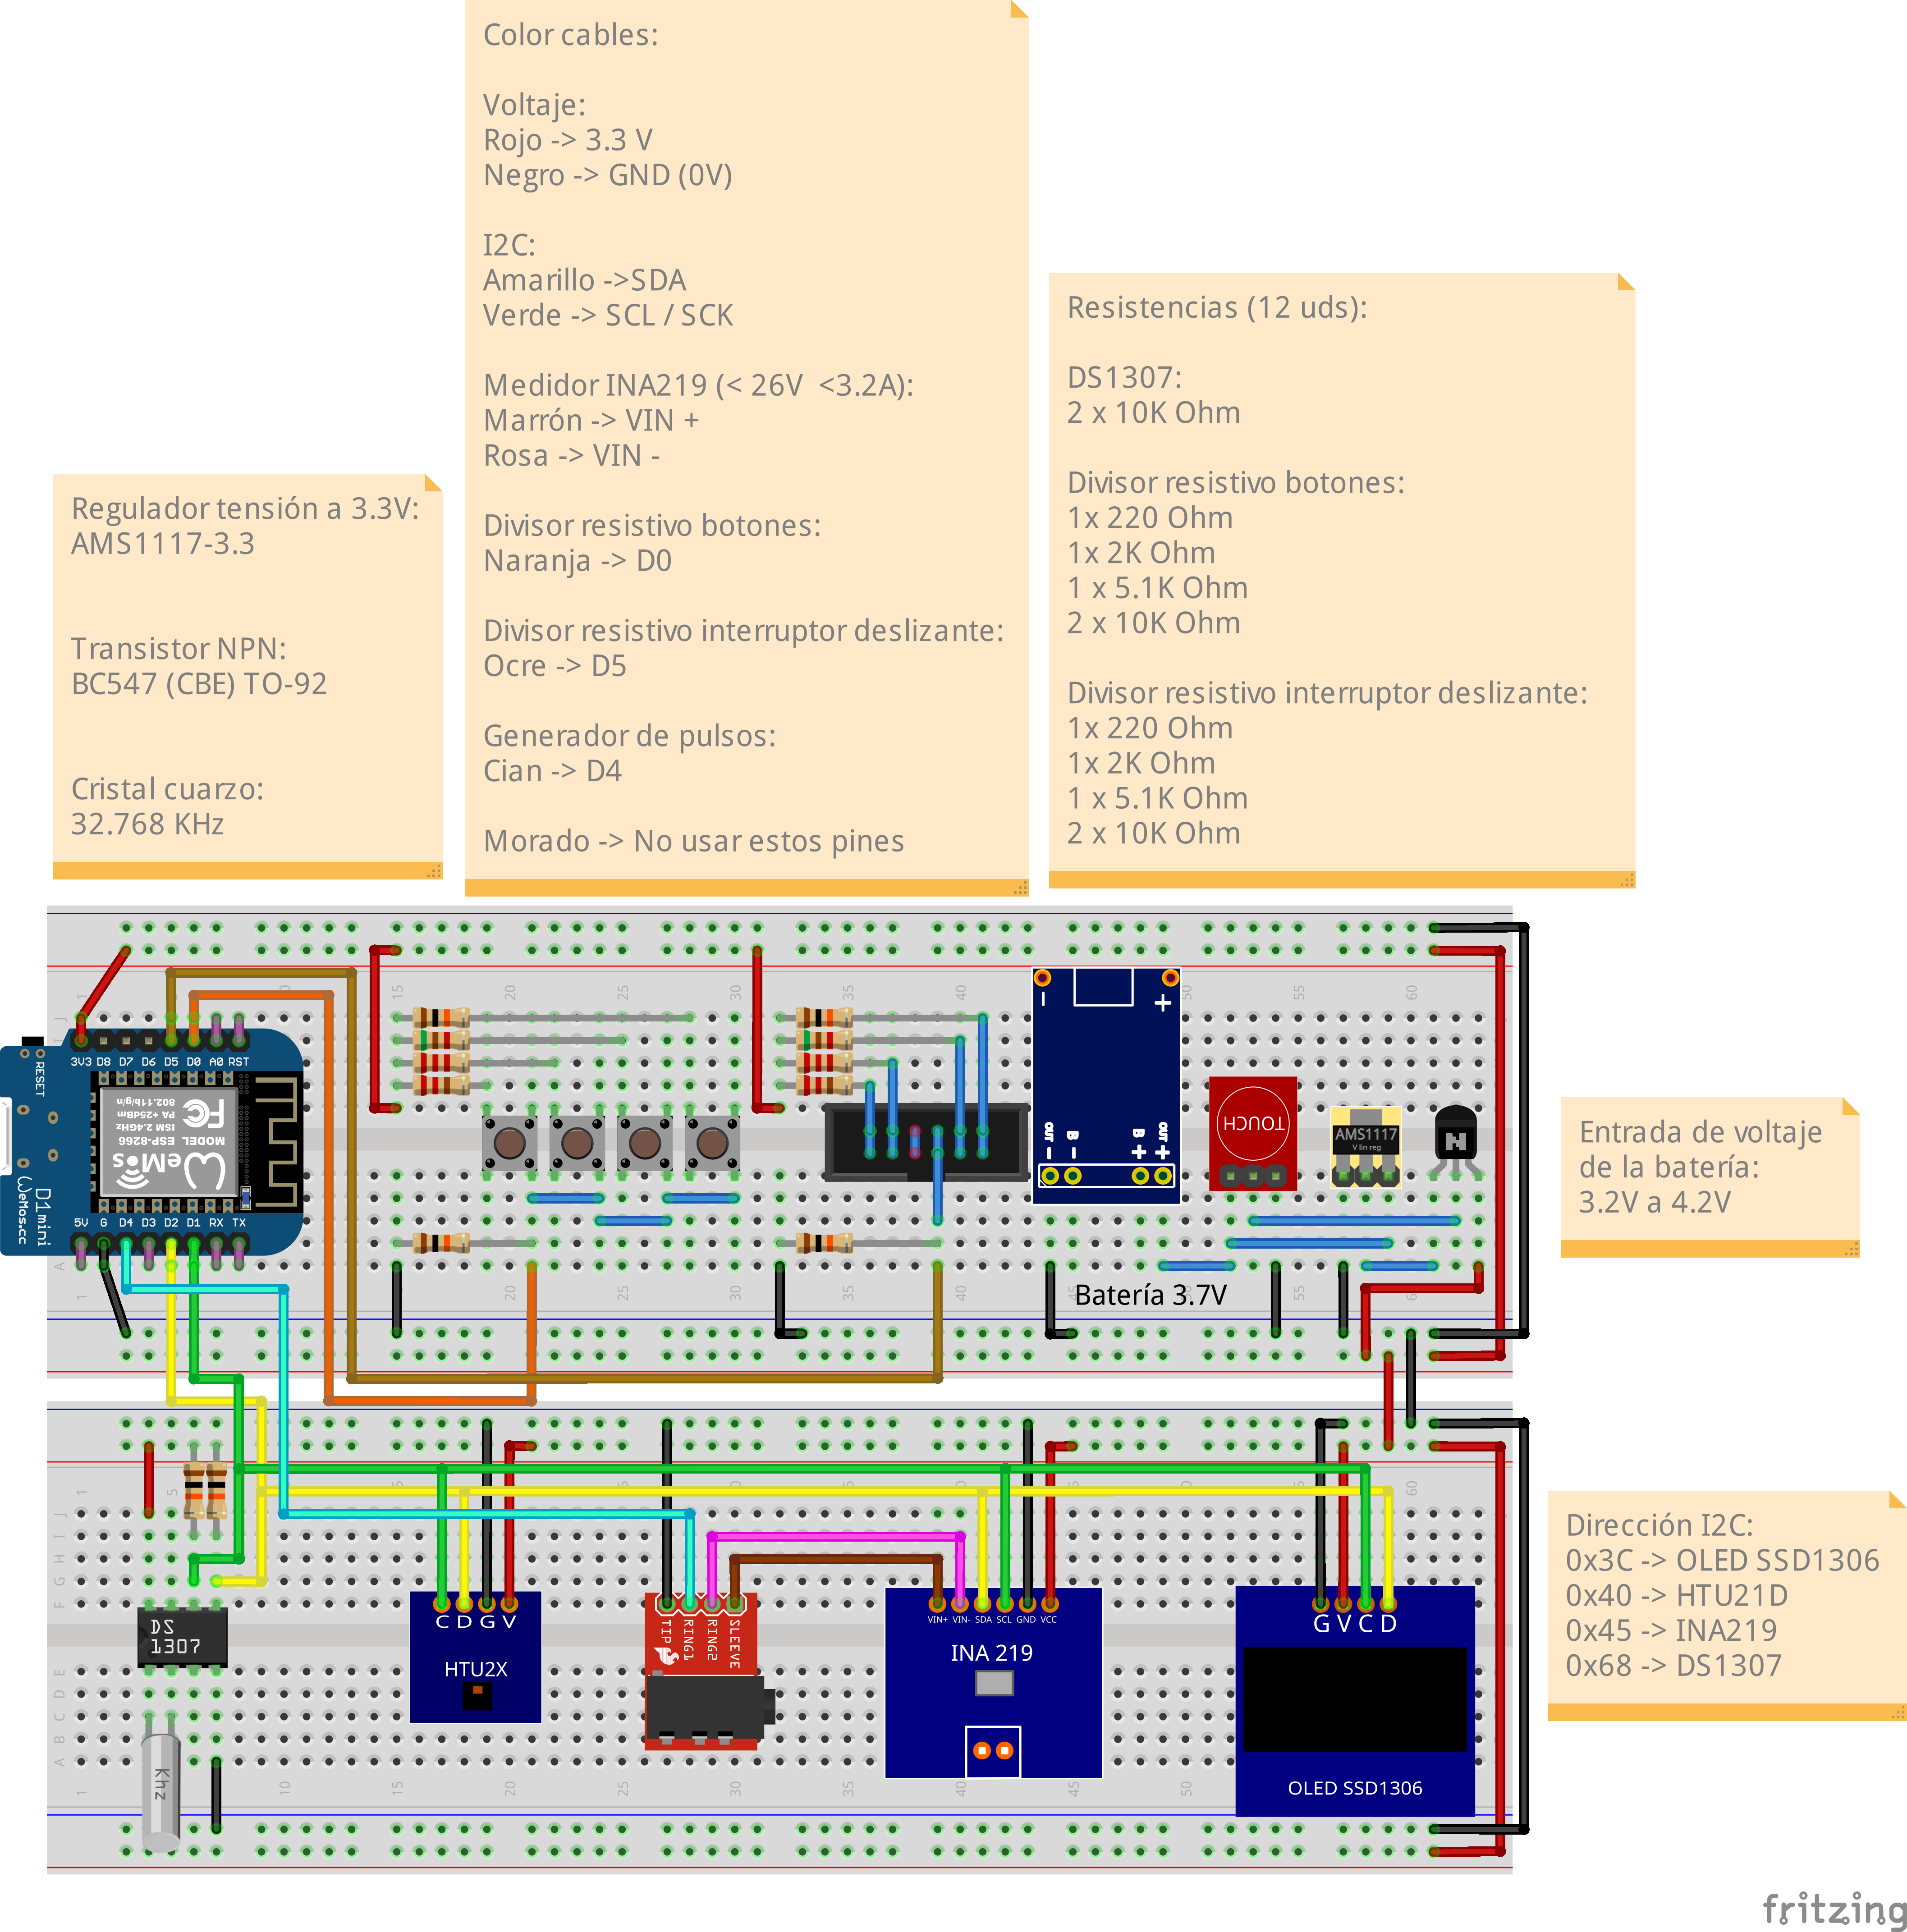 Color cables:
Voltaje:
Rojo -> 3.3 V
Negro -> GND (0V)
I2C:
Amarillo ->SDA
Verde -> SCL / SCK
Medidor INA219 (< 26V  <3.2A):
Marrón -> VIN +
Rosa -> VIN -
Divisor resistivo botones:
Naranja -> D0
Divisor resistivo interruptor deslizante:
Ocre -> D5
Generador de pulsos:
Cian -> D4
Morado -> No usar estos pines
Resistencias (12 uds):
DS1307:
2 x 10K Ohm
Divisor resistivo botones:
1x 220 Ohm
1x 2K Ohm
1 x 5.1K Ohm
2 x 10K Ohm
Divisor resistivo interruptor deslizante:
1x 220 Ohm
1x 2K Ohm
1 x 5.1K Ohm
2 x 10K Ohm
Regulador tensión a 3.3V:
AMS1117-3.3
Transistor NPN:
BC547 (CBE) TO-92
Cristal cuarzo:
32.768 KHz
3V3 D8 D7 D6 D5 D0 A0 RST
RESET
MODEL ESP-8266
ISM 2.4GHz
PA +25dBm
802.11b/g/n
WeMos
D1 mini
WeMos.cc
5V G D4 D3 D2 D1 RX TX
OUT - B - B + OUT +
TOUCH
AMS1117
V lin reg
N
Batería 3.7V
Entrada de voltaje
de la batería:
3.2V a 4.2V
DS
1307
Khz
C D G V
HTU2X
TIP
RING1
RING2
SLEEVE
VIN+ VIN- SDA SCL GND VCC
INA 219
G V C D
OLED SSD1306
Dirección I2C:
0x3C -> OLED SSD1306
0x40 -> HTU21D
0x45 -> INA219
0x68 -> DS1307
fritzing